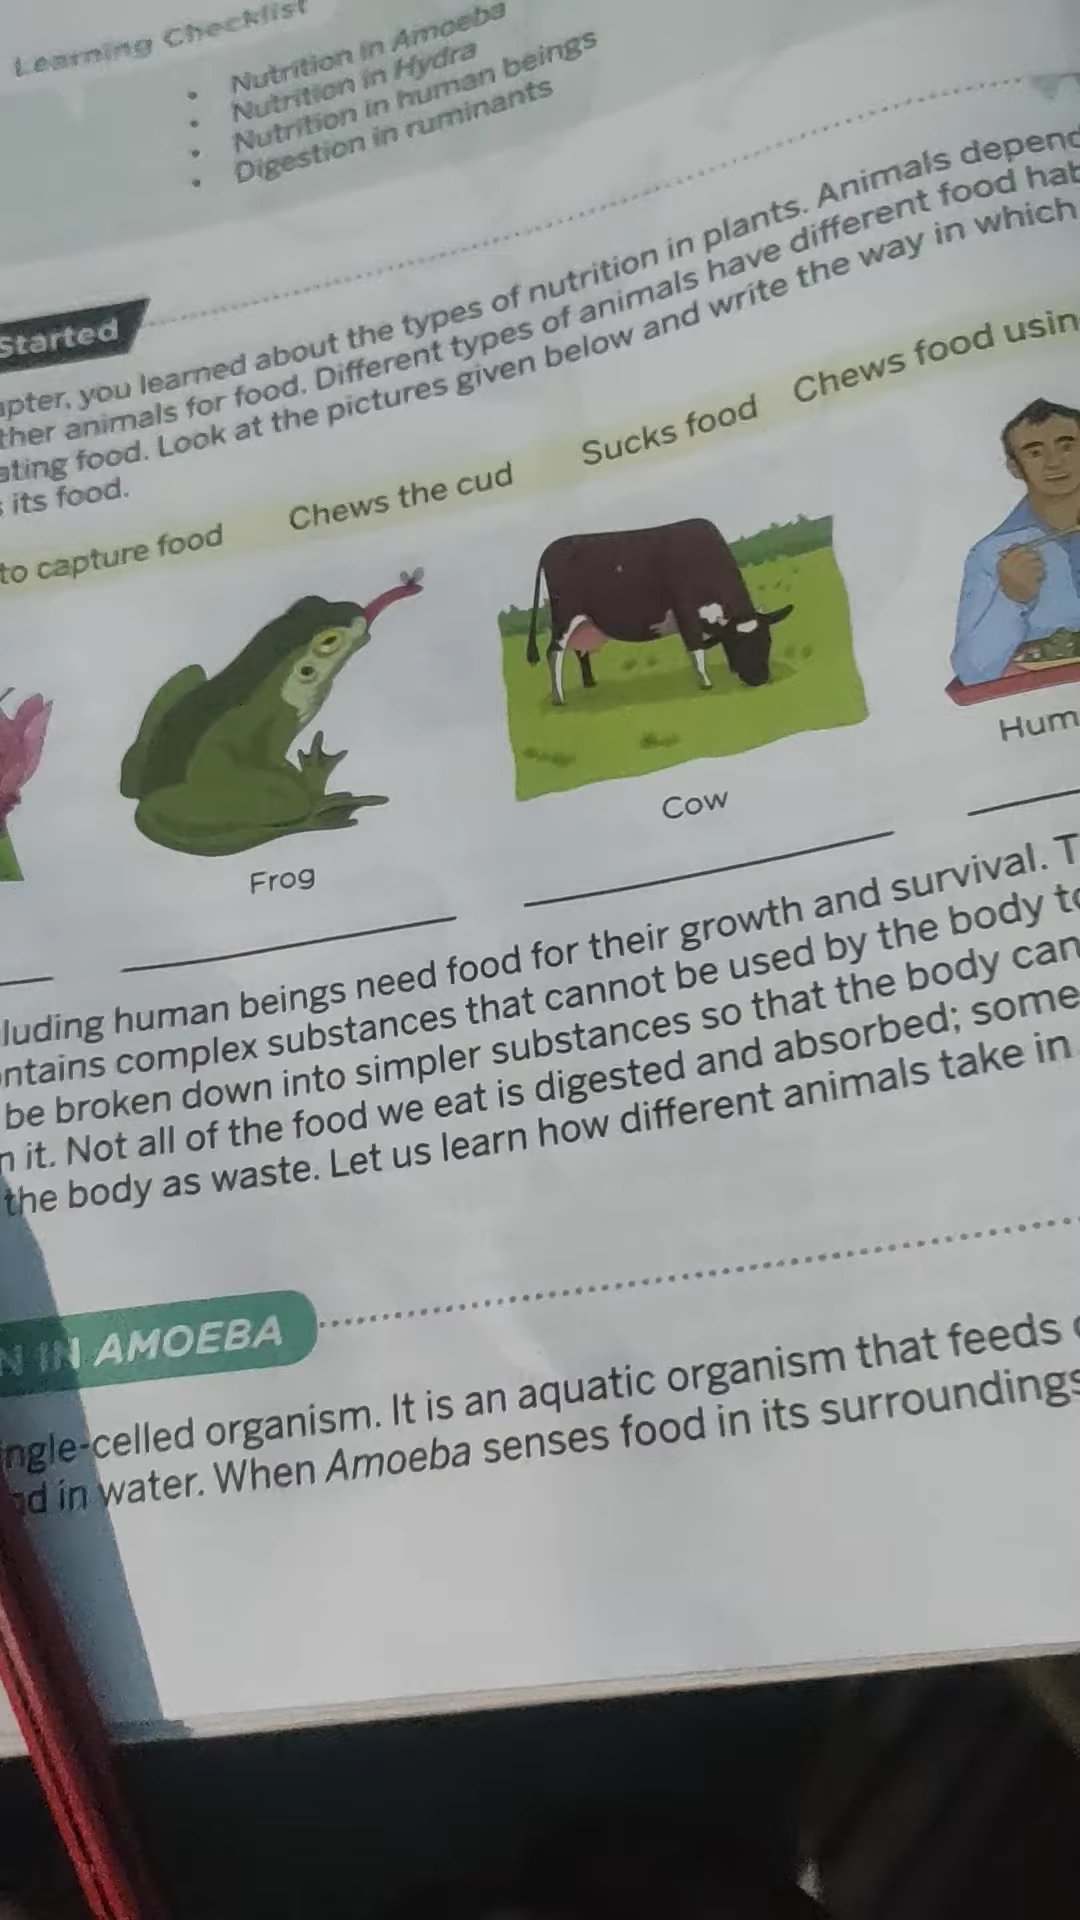 Learning Checklist
• Nutrition in Amoeba
• Nutrition in Hydra
• Nutrition in human beings
• Digestion in ruminants
Started
apter, you learned about the types of nutrition in plants. Animals depend
ther animals for food. Different types of animals have different food hab
ating food. Look at the pictures given below and write the way in which
s its food.
to capture food Chews the cud Sucks food Chews food usin
Frog
Cow
Hum
luding human beings need food for their growth and survival. T
ntains complex substances that cannot be used by the body to
be broken down into simpler substances so that the body can
n it. Not all of the food we eat is digested and absorbed; some
the body as waste. Let us learn how different animals take in
N IN AMOEBA
ngle-celled organism. It is an aquatic organism that feeds o
d in water. When Amoeba senses food in its surroundings